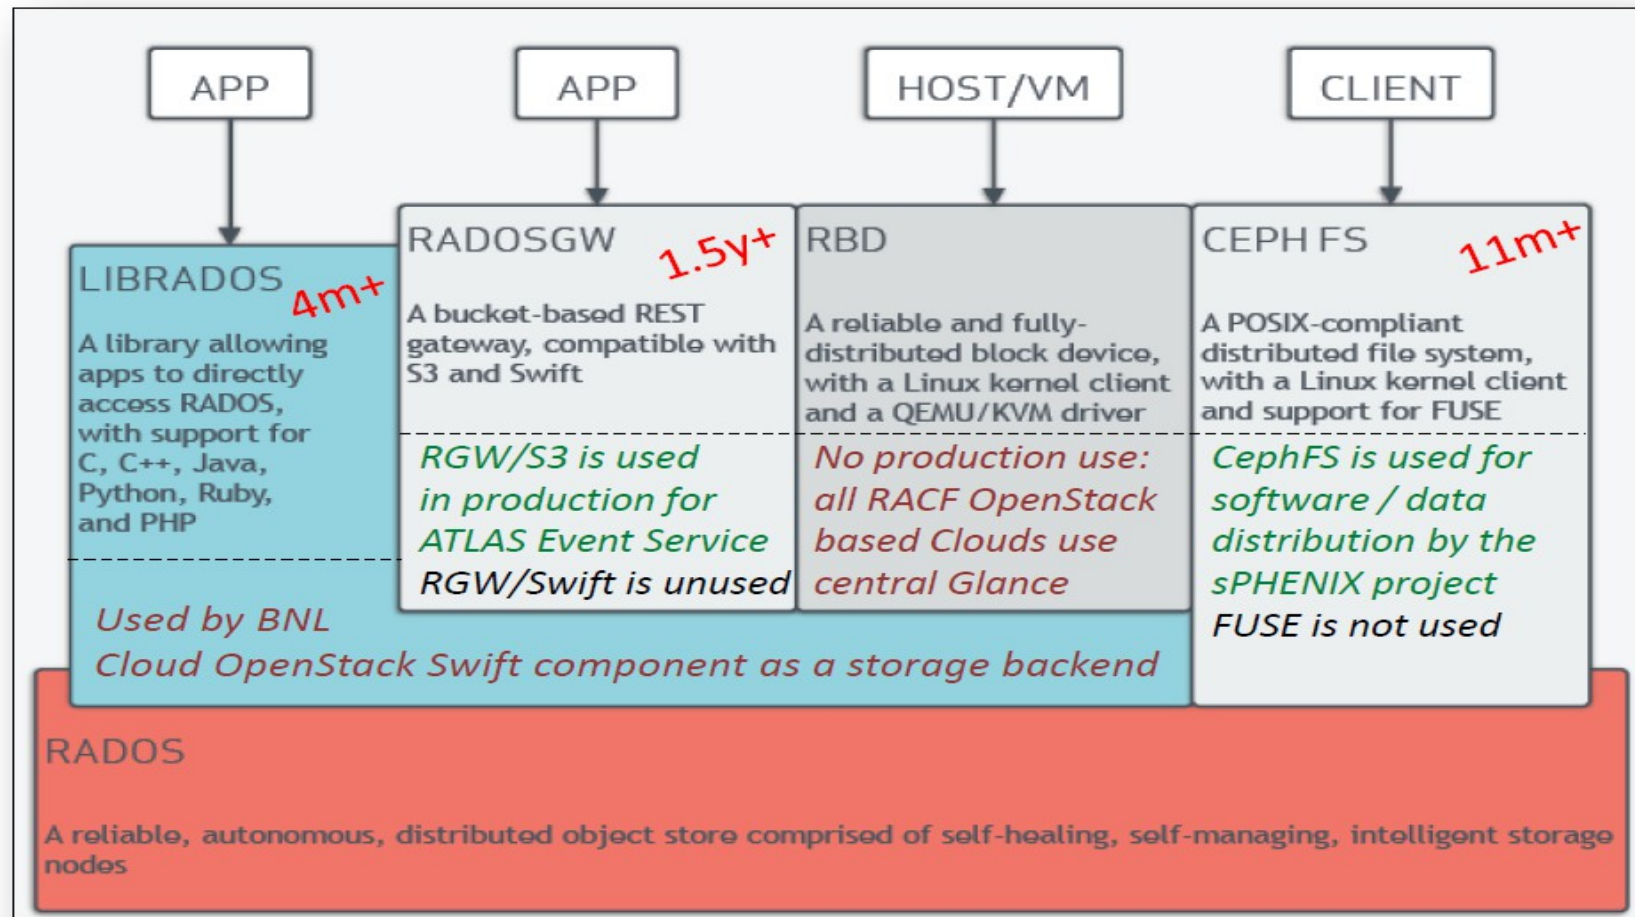 APP
APP
HOST/VM
CLIENT
LIBRADOS
4m+
A library allowing
apps to directly
access RADOS,
with support for
C, C++, Java,
Python, Ruby,
and PHP
Used by BNL
Cloud OpenStack Swift component as a storage backend
RADOSGW
1.5y+
A bucket-based REST
gateway, compatible with
S3 and Swift
RGW/S3 is used
in production for
ATLAS Event Service
RGW/Swift is unused
RBD
A reliable and fully-
distributed block device,
with a Linux kernel client
and a QEMU/KVM driver
No production use:
all RACF OpenStack
based Clouds use
central Glance
CEPH FS
11m+
A POSIX-compliant
distributed file system,
with a Linux kernel client
and support for FUSE
CephFS is used for
software / data
distribution by the
sPHENIX project
FUSE is not used
RADOS
A reliable, autonomous, distributed object store comprised of self-healing, self-managing, intelligent storage
nodes